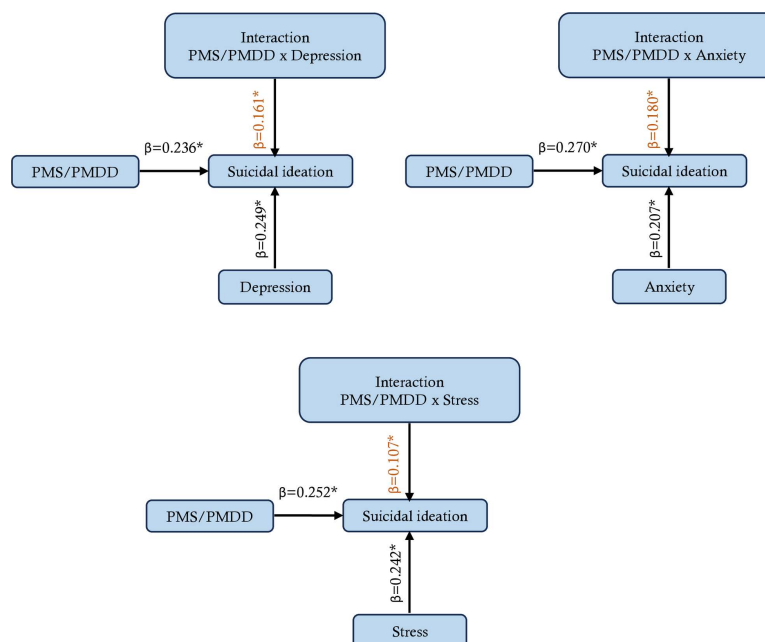 Interaction
PMS/PMDD x Depression
β=0.161*
β=0.236*
PMS/PMDD
Suicidal ideation
β=0.249*
Depression
Interaction
PMS/PMDD x Anxiety
β=0.180*
β=0.270*
PMS/PMDD
Suicidal ideation
β=0.207*
Anxiety
Interaction
PMS/PMDD x Stress
β=0.107*
β=0.252*
PMS/PMDD
Suicidal ideation
β=0.242*
Stress